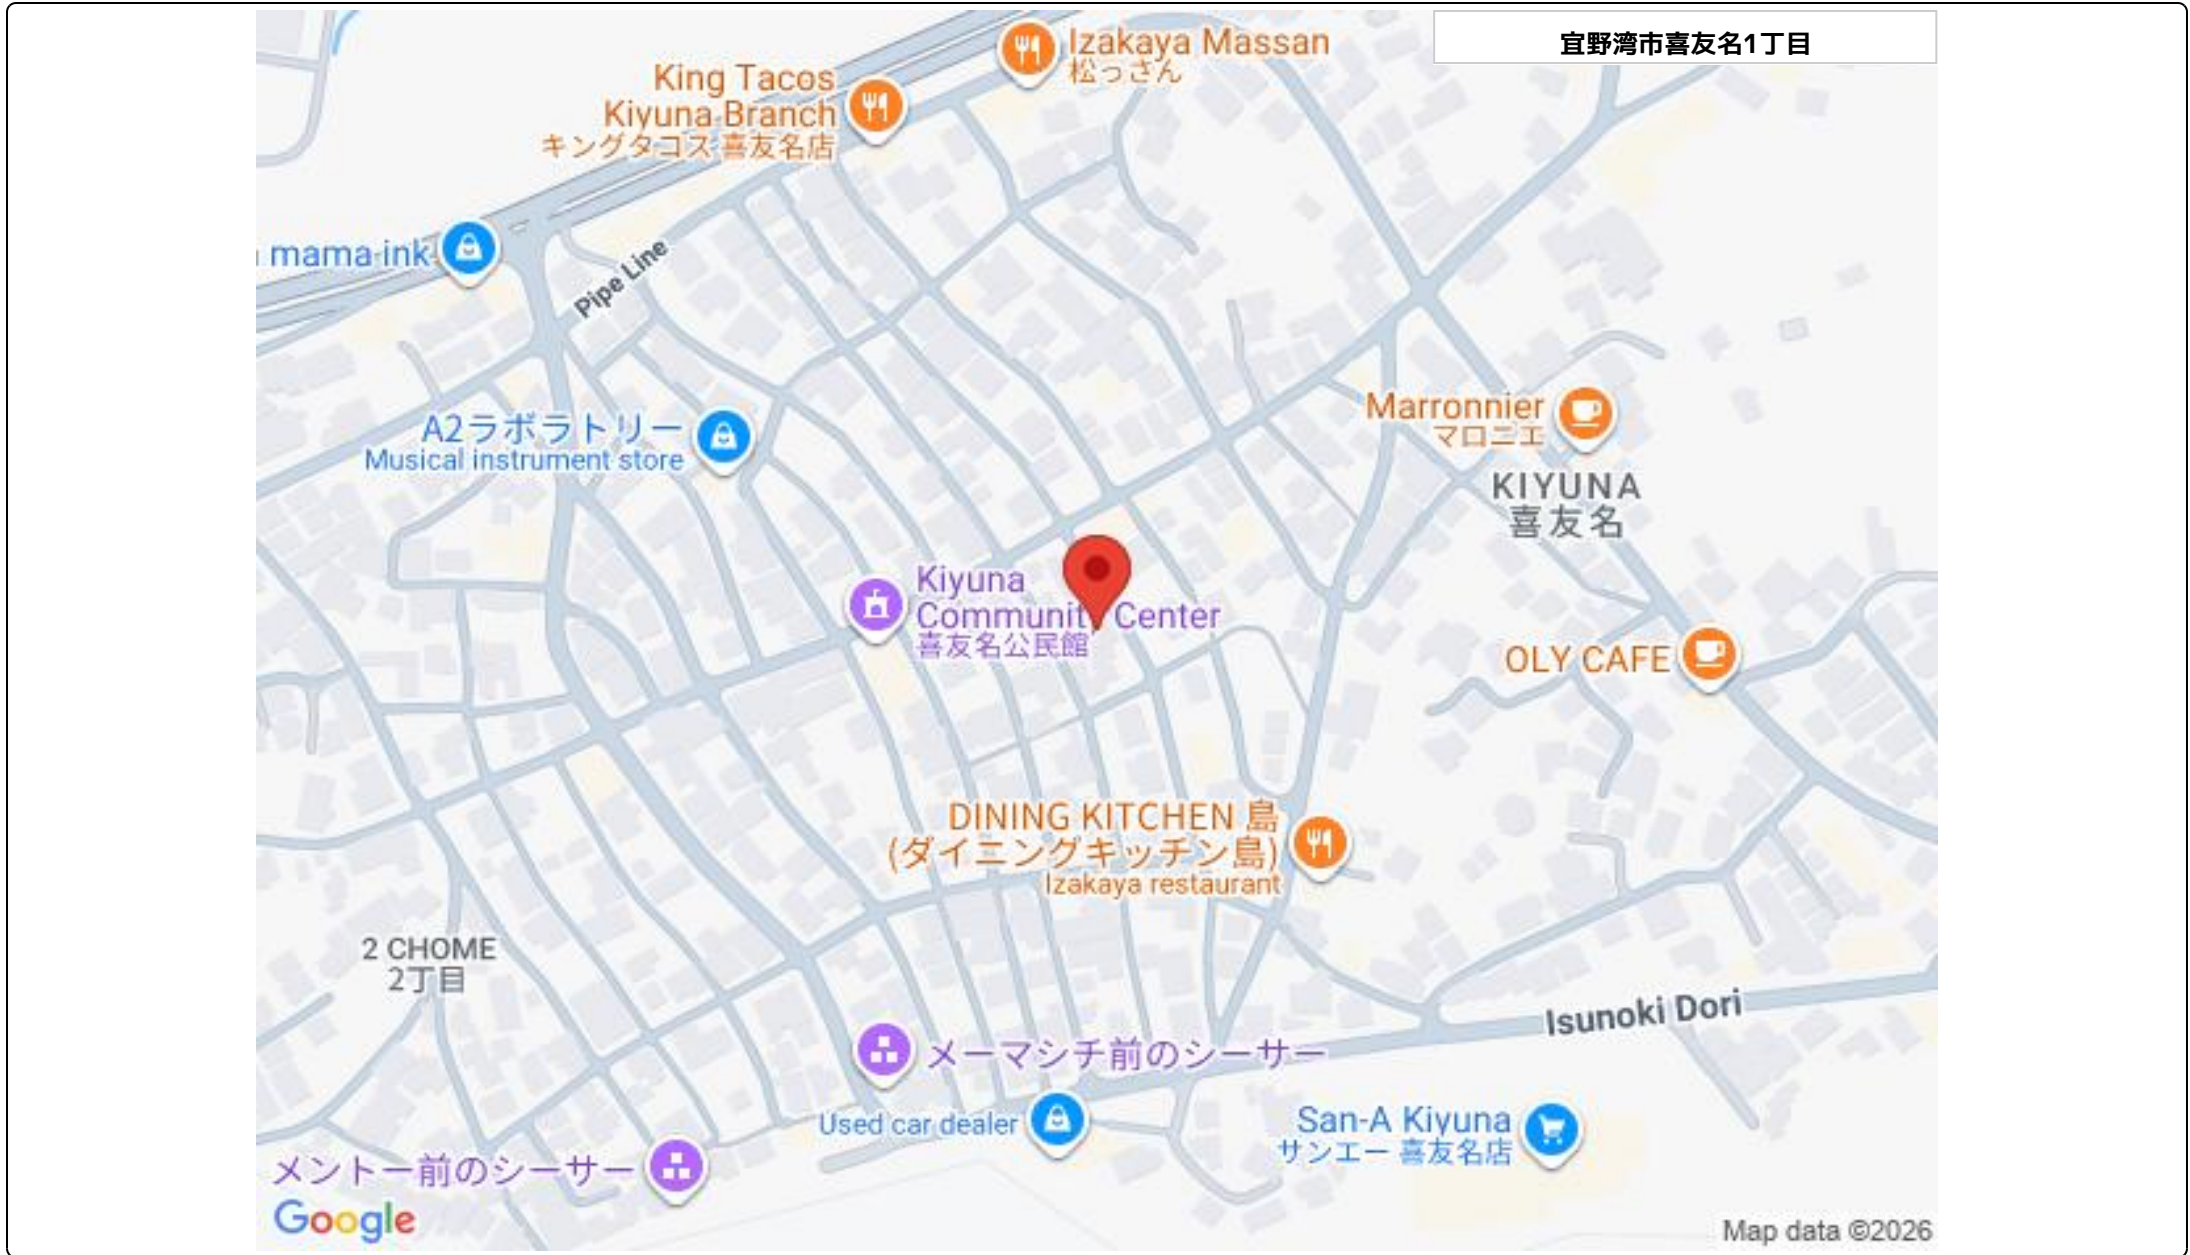 宜野湾市喜友名1丁目
Izakaya Massan
松っさん
King Tacos
Kiyuna Branch
キングタコス 喜友名店
mama ink
Pipe Line
Marronnier
マロニエ
A2ラボラトリー
Musical instrument store
KIYUNA
喜友名
Kiyuna
Community Center
喜友名公民館
OLY CAFE
DINING KITCHEN 島
(ダイニングキッチン島)
Izakaya restaurant
2 CHOME
2丁目
Isunoki Dori
メーマシチ前のシーサー
Used car dealer
San-A Kiyuna
サンエー 喜友名店
メントー前のシーサー
Google
Map data ©2026